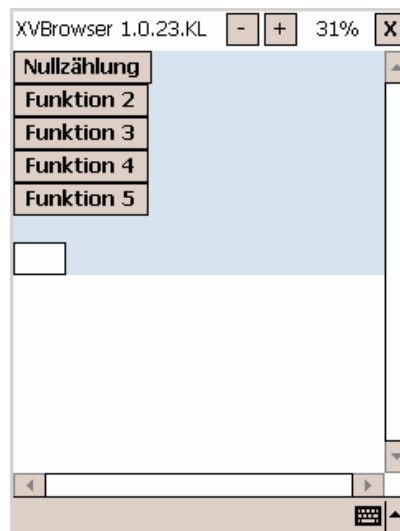 XVBrowser 1.0.23.KL - + 31% X
Nullzählung
Funktion 2
Funktion 3
Funktion 4
Funktion 5